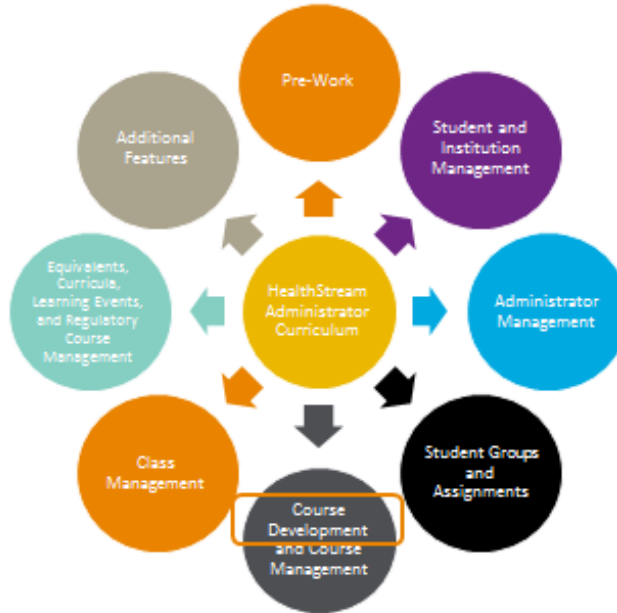 Pre-Work
Student and
Institution
Management
Administrator
Management
Student Groups
and
Assignments
Course
Development
and Course
Management
Class
Management
Equivalents,
Curricula,
Learning Events,
and Regulatory
Course
Management
Additional
Features
HealthStream
Administrator
Curriculum